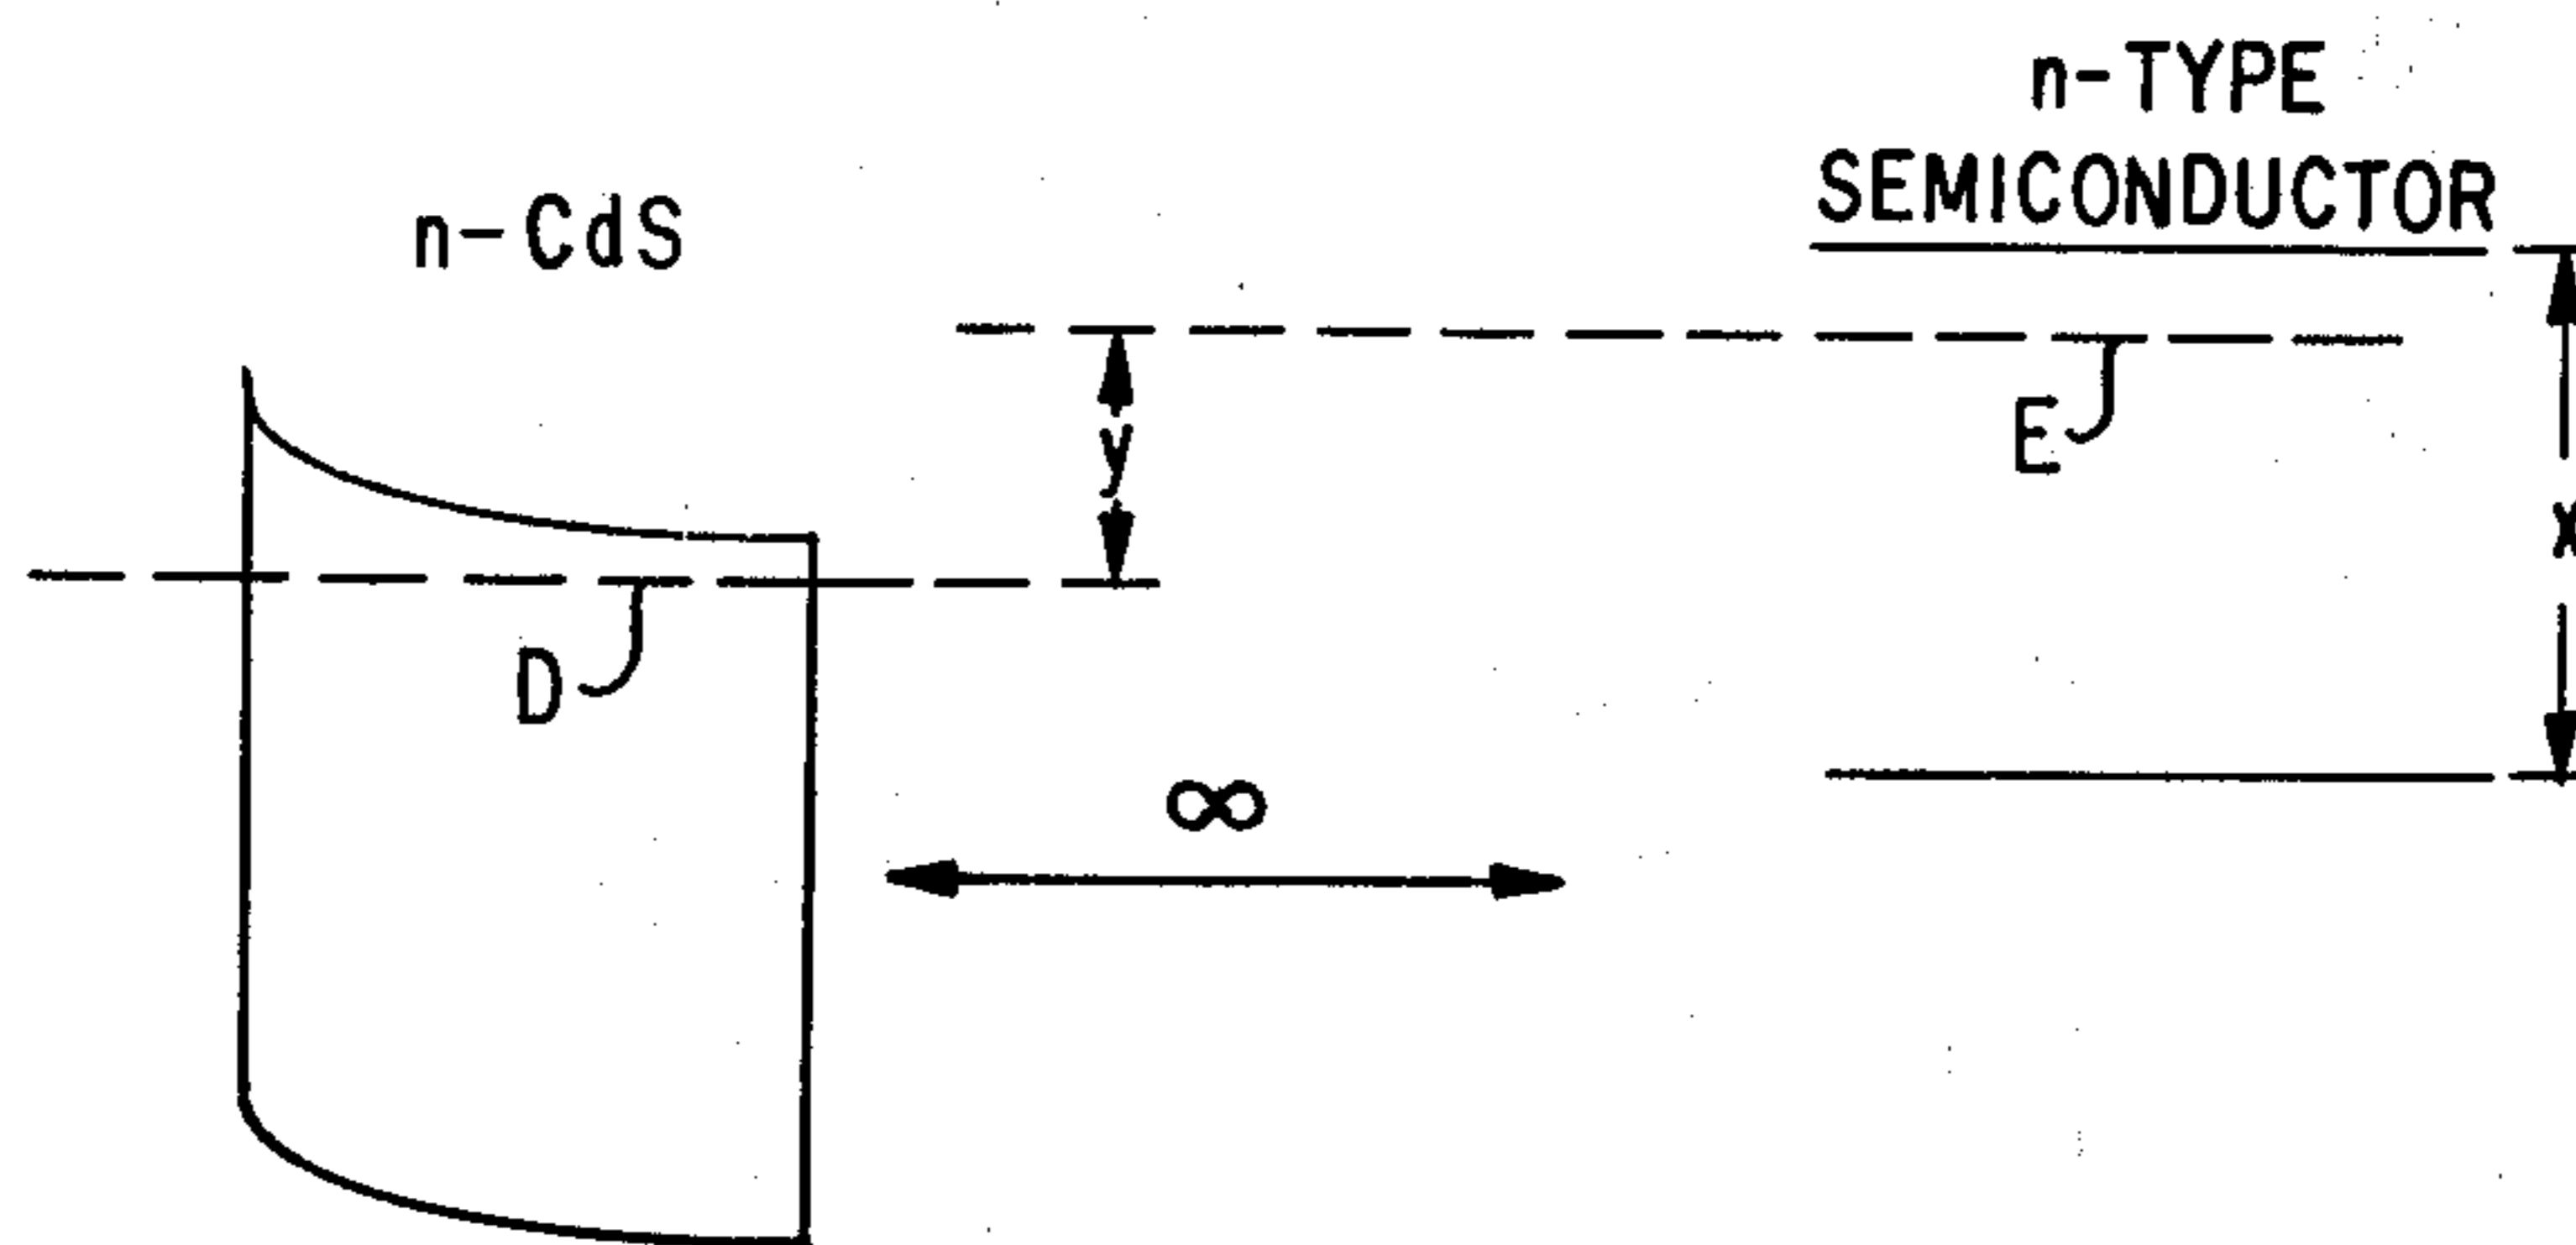 n-TYPE
SEMICONDUCTOR
n-CdS
y
E
X
D
∞